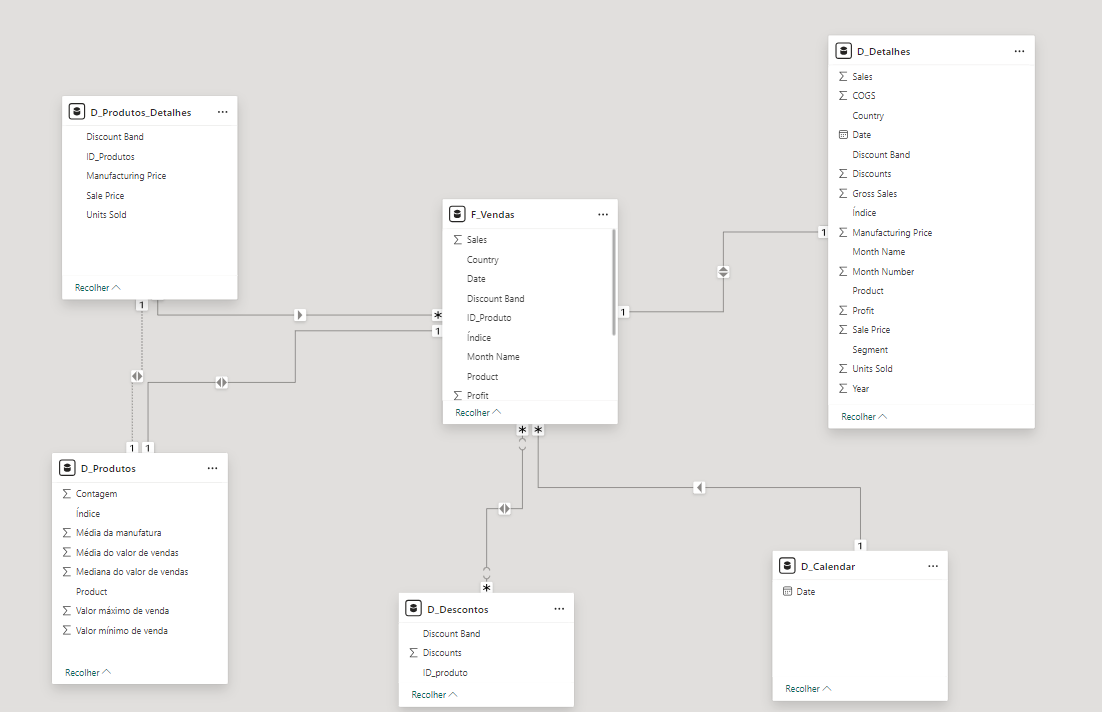 D_Produtos_Detalhes
Discount Band
ID_Produtos
Manufacturing Price
Sale Price
Units Sold
Recolher
1
D_Detalhes
Sales
COGS
Country
Date
Discount Band
Discounts
Gross Sales
Índice
Manufacturing Price
Month Name
Month Number
Product
Profit
Sale Price
Segment
Units Sold
Year
Recolher
1
F_Vendas
Sales
Country
Date
Discount Band
ID_Produto
Índice
Month Name
Product
Profit
Recolher
*
1
1
*
*
1
1
D_Produtos
Contagem
Índice
Média da manufatura
Média do valor de vendas
Mediana do valor de vendas
Product
Valor máximo de venda
Valor mínimo de venda
Recolher
*
D_Descontos
Discount Band
Discounts
ID_produto
Recolher
1
D_Calendar
Date
Recolher